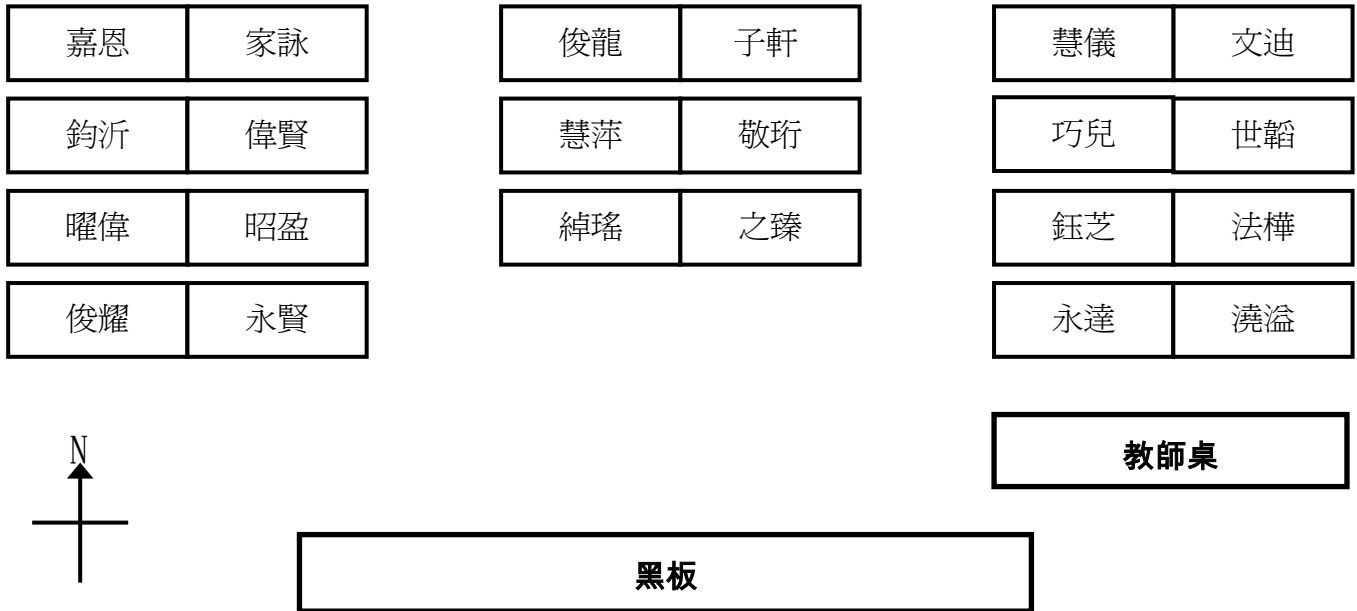 嘉恩 家詠 俊龍 子軒 慧儀 文迪
鈞沂 偉賢 慧萍 敬珩 巧兒 世韜
曜偉 昭盈 綽瑤 之臻 鈺芝 法樺
俊耀 永賢 永達 澆溢
N
教師桌
黑板